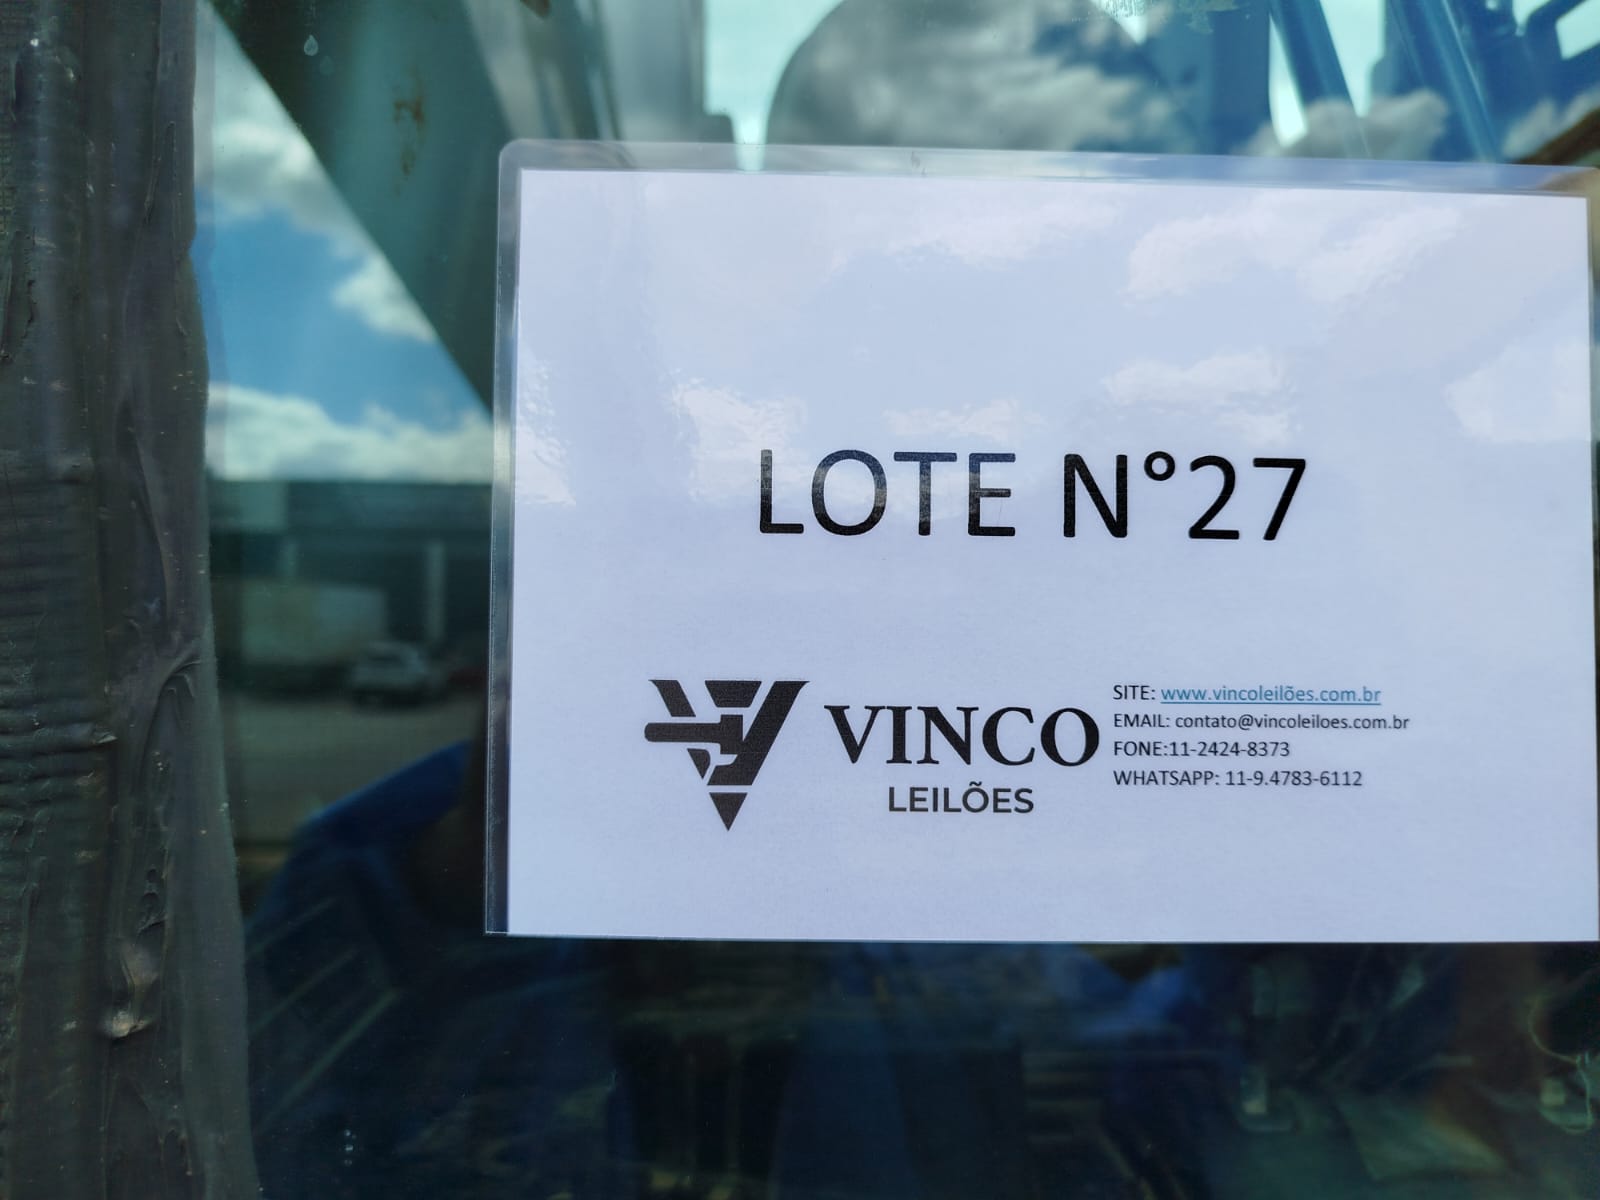 LOTE N°27
VINCO
LEILÕES
SITE: www.vincoleilões.com.br
EMAIL: contato@vincoleiloes.com.br
FONE:11-2424-8373
WHATSAPP: 11-9.4783-6112